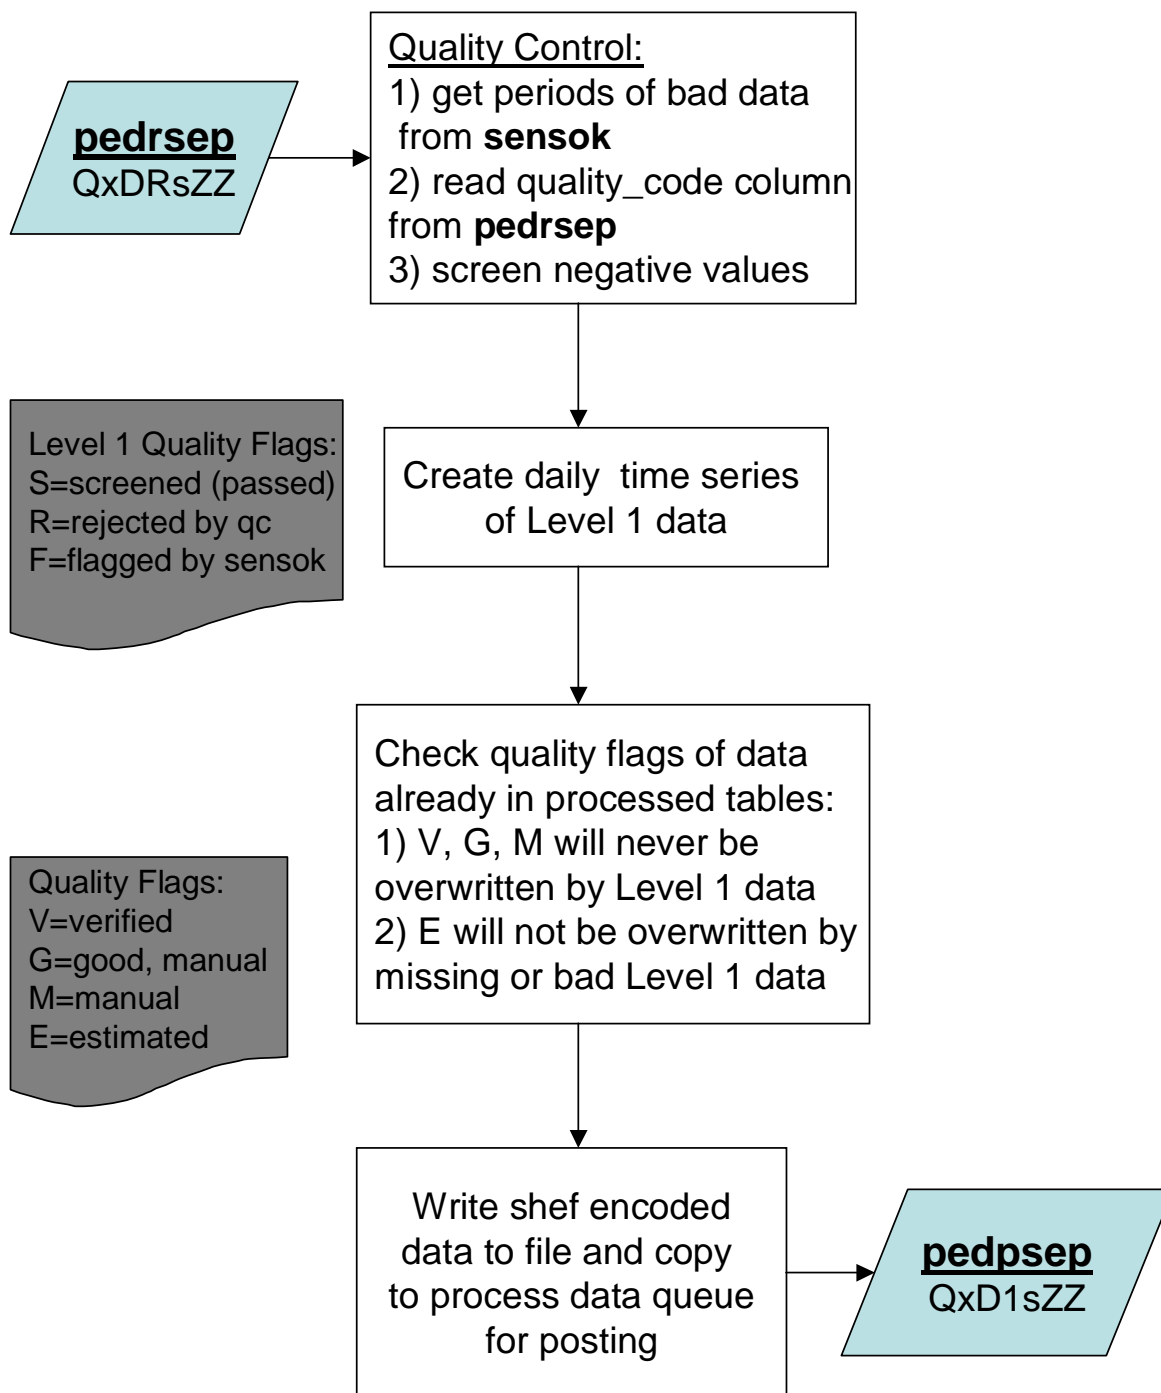 pedrsep
QxDRsZZ
Quality Control:
1) get periods of bad data
from sensok
2) read quality_code column
from pedrsep
3) screen negative values
Level 1 Quality Flags:
S=screened (passed)
R=rejected by qc
F=flagged by sensok
Create daily time series
of Level 1 data
Check quality flags of data
already in processed tables:
1) V, G, M will never be
overwritten by Level 1 data
2) E will not be overwritten by
missing or bad Level 1 data
Quality Flags:
V=verified
G=good, manual
M=manual
E=estimated
Write shef encoded
data to file and copy
to process data queue
for posting
pedpsep
QxD1sZZ